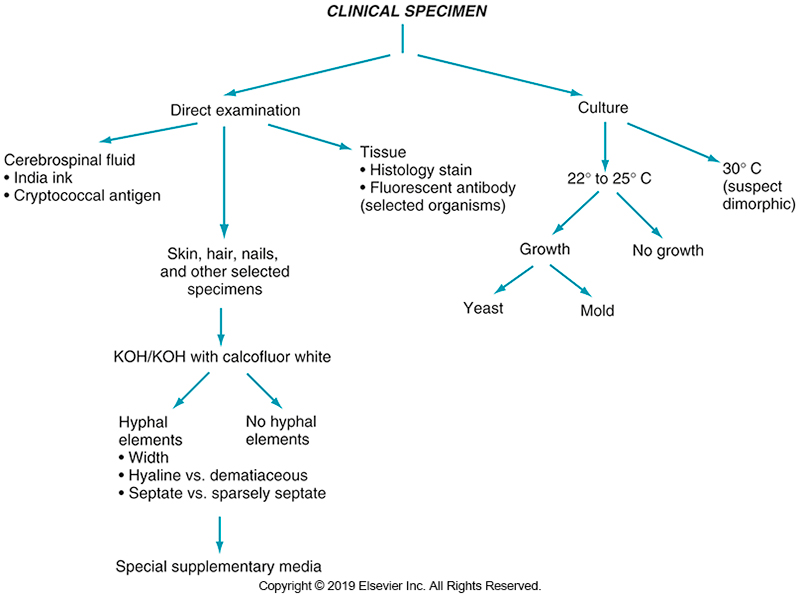 CLINICAL SPECIMEN
Direct examination
Culture
Cerebrospinal fluid
• India ink
• Cryptococcal antigen
Tissue
• Histology stain
• Fluorescent antibody
(selected organisms)
22° to 25° C
30° C
(suspect
dimorphic)
Skin, hair, nails,
and other selected
specimens
Growth
No growth
Yeast
Mold
KOH/KOH with calcofluor white
Hyphal
elements
• Width
• Hyaline vs. dematiaceous
• Septate vs. sparsely septate
No hyphal
elements
Special supplementary media
Copyright © 2019 Elsevier Inc. All Rights Reserved.